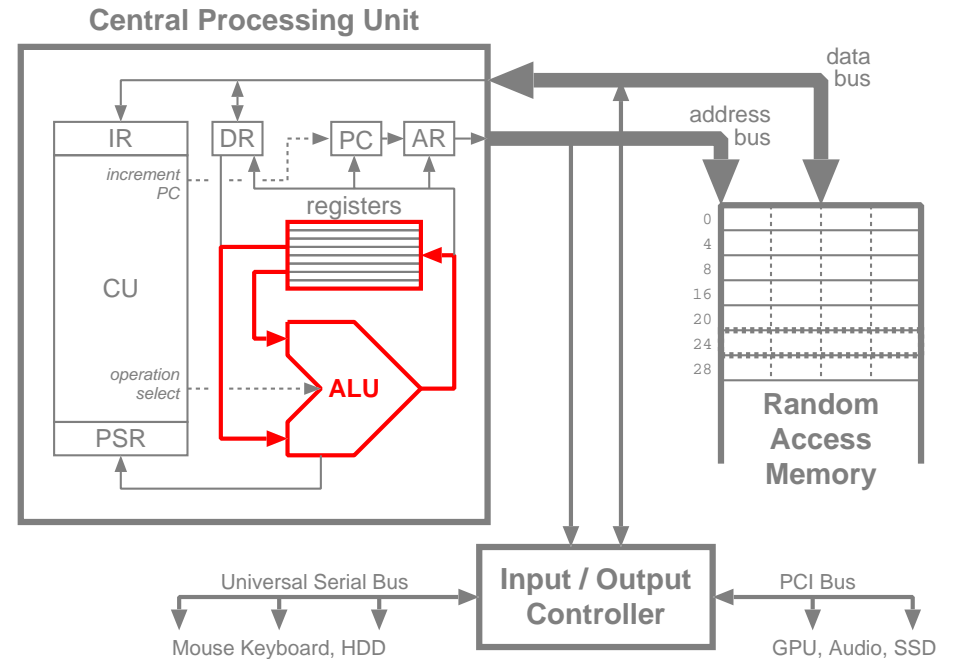 Central Processing Unit
data
bus
address
bus
IR
DR
PC
AR
increment
PC
registers
CU
operation
select
ALU
PSR
0
4
8
16
20
24
28
Random
Access
Memory
Universal Serial Bus
Input / Output
Controller
PCI Bus
Mouse Keyboard, HDD
GPU, Audio, SSD